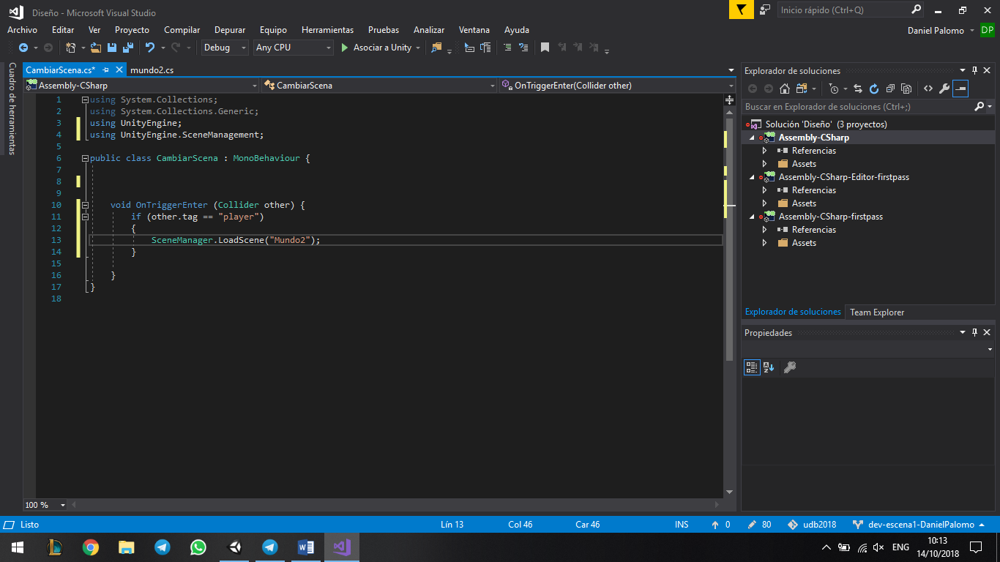 Diseño - Microsoft Visual Studio
Inicio rápido (Ctrl+Q)
Archivo Editar Ver Proyecto Compilar Depurar Equipo Herramientas Pruebas Analizar Ventana Ayuda
Daniel Palomo DP
Debug Any CPU Asociar a Unity
Cuadro de herramientas
CambiarScena.cs* mundo2.cs
Assembly-CSharp CambiarScena OnTriggerEnter(Collider other)
1 using System.Collections;
2 using System.Collections.Generic;
3 using UnityEngine;
4 using UnityEngine.SceneManagement;
5
6 public class CambiarScena : MonoBehaviour {
7
8
9
10 void OnTriggerEnter (Collider other) {
11 if (other.tag == "player")
12 {
13 SceneManager.LoadScene("Mundo2");
14 }
15
16 }
17 }
18
100 %
Explorador de soluciones
Buscar en Explorador de soluciones (Ctrl+;)
Solución 'Diseño' (3 proyectos)
Assembly-CSharp
Referencias
Assets
Assembly-CSharp-Editor-firstpass
Referencias
Assets
Assembly-CSharp-firstpass
Referencias
Assets
Explorador de soluciones Team Explorer
Propiedades
Listo Lín 13 Col 46 Car 46 INS 0 80 udb2018 dev-escena1-DanielPalomo
ENG 10:13
14/10/2018